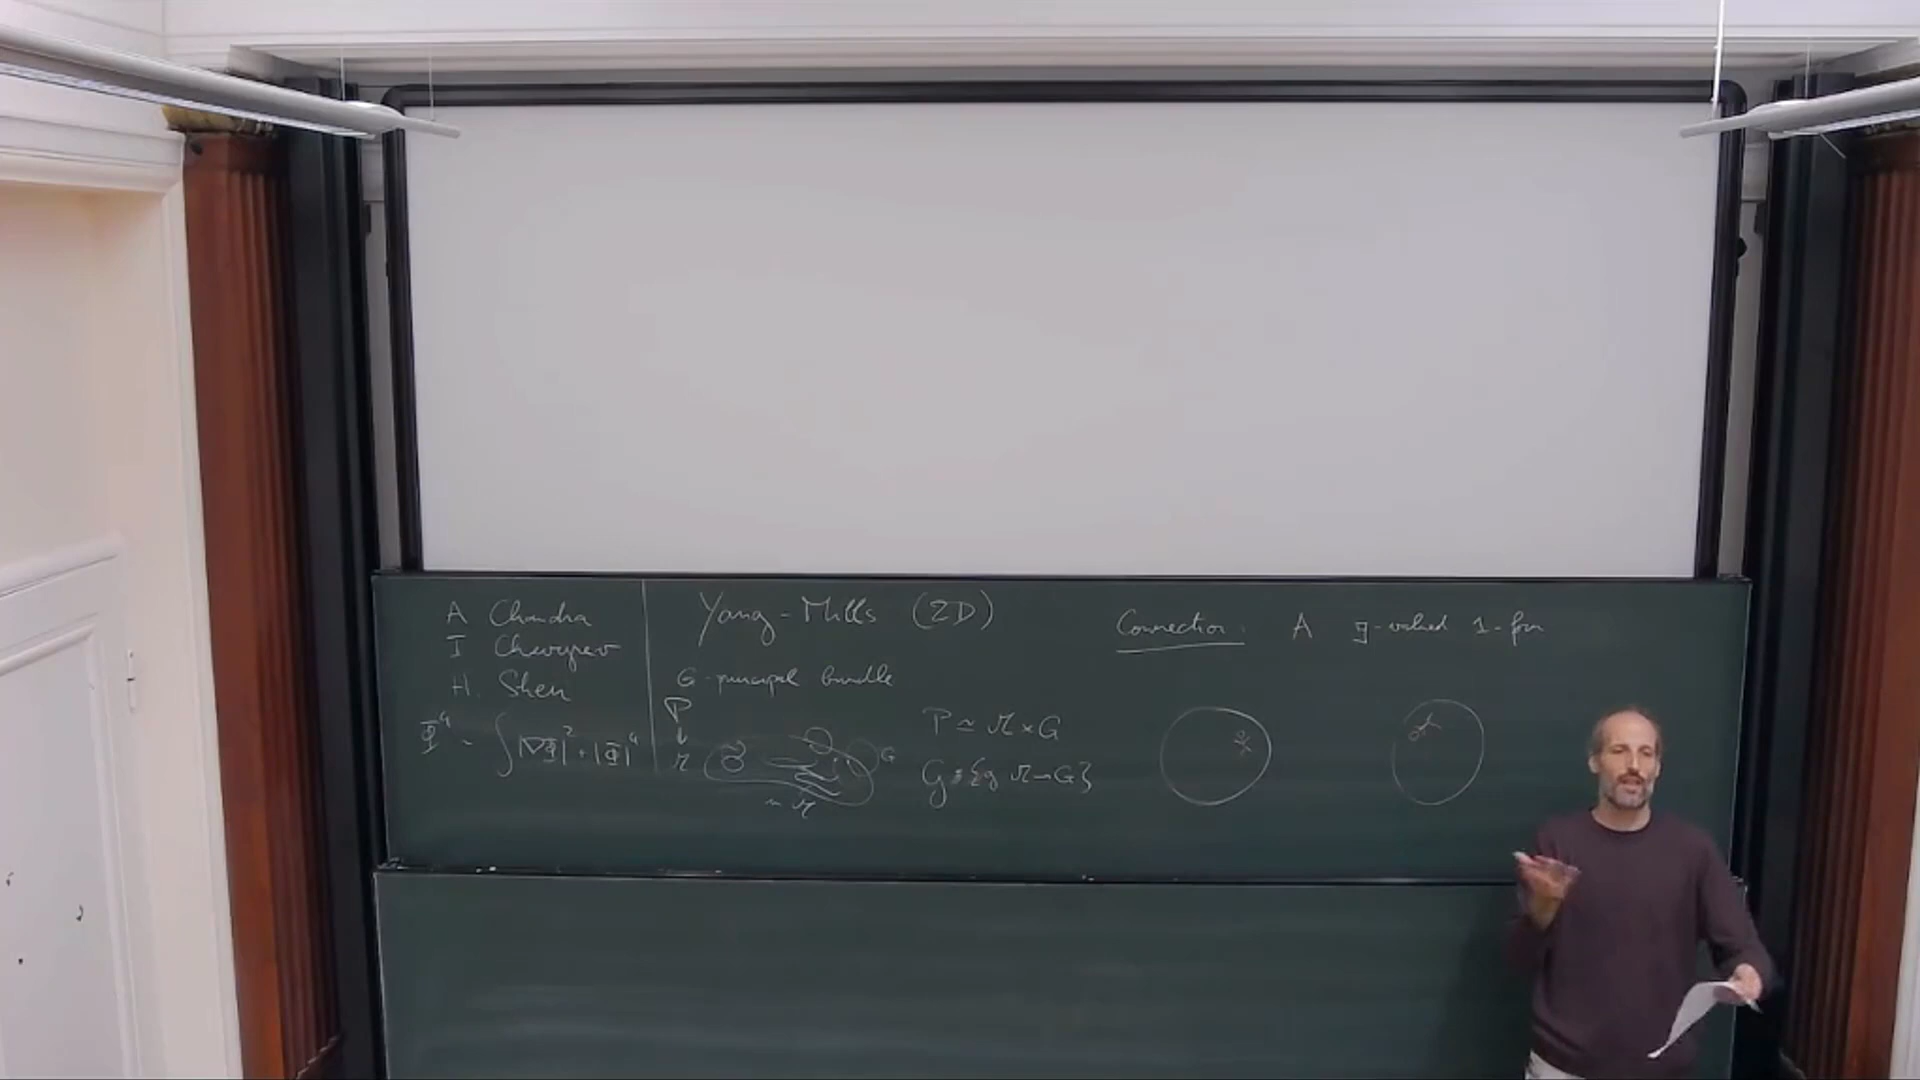 A Chandra
I Chevyrev
H. Shen
Φ⁴ ~ ∫|∇Φ|² + |Φ|⁴
Yang-Mills (2D)
G-principal bundle
P
↓
M
G
M
P ≃ M × G
G = {g M → G}
Connection: A g-valued 1-form